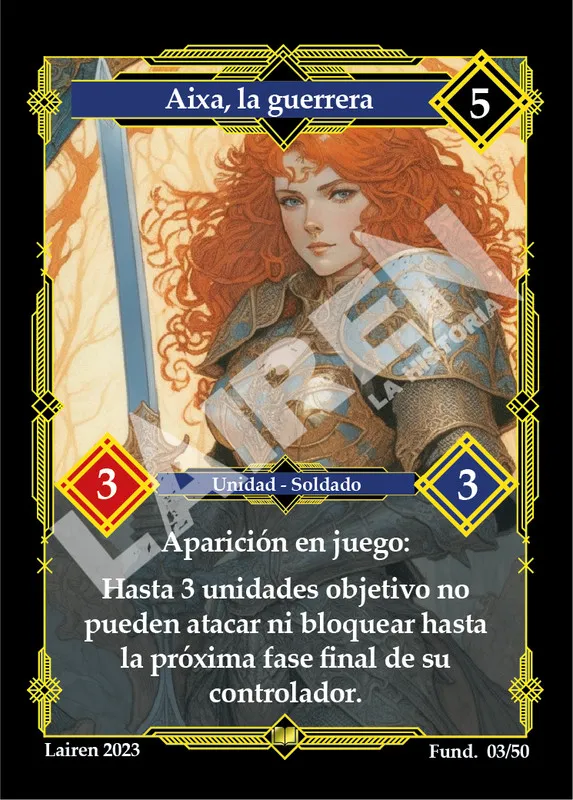 Aixa, la guerrera
5
LAIREN
LA HISTORIA
3
Unidad - Soldado
3
Aparición en juego:
Hasta 3 unidades objetivo no
pueden atacar ni bloquear hasta
la próxima fase final de su
controlador.
Lairen 2023
Fund. 03/50